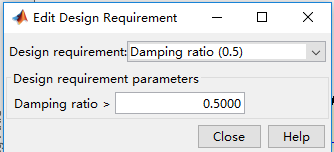 Edit Design Requirement
Design requirement: Damping ratio (0.5)
Design requirement parameters
Damping ratio > 0.5000
Close Help